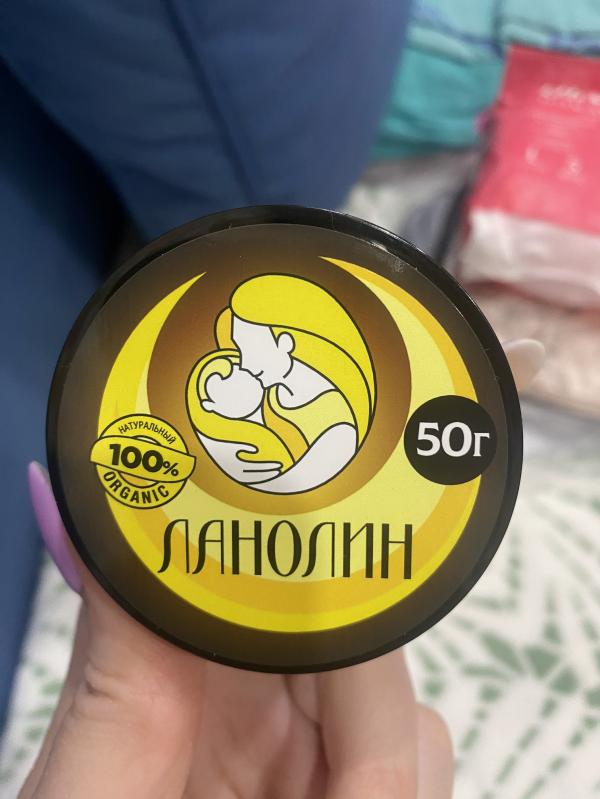 НАТУРАЛЬНЫЙ
100%
ORGANIC
50г
ЛАНОЛИН